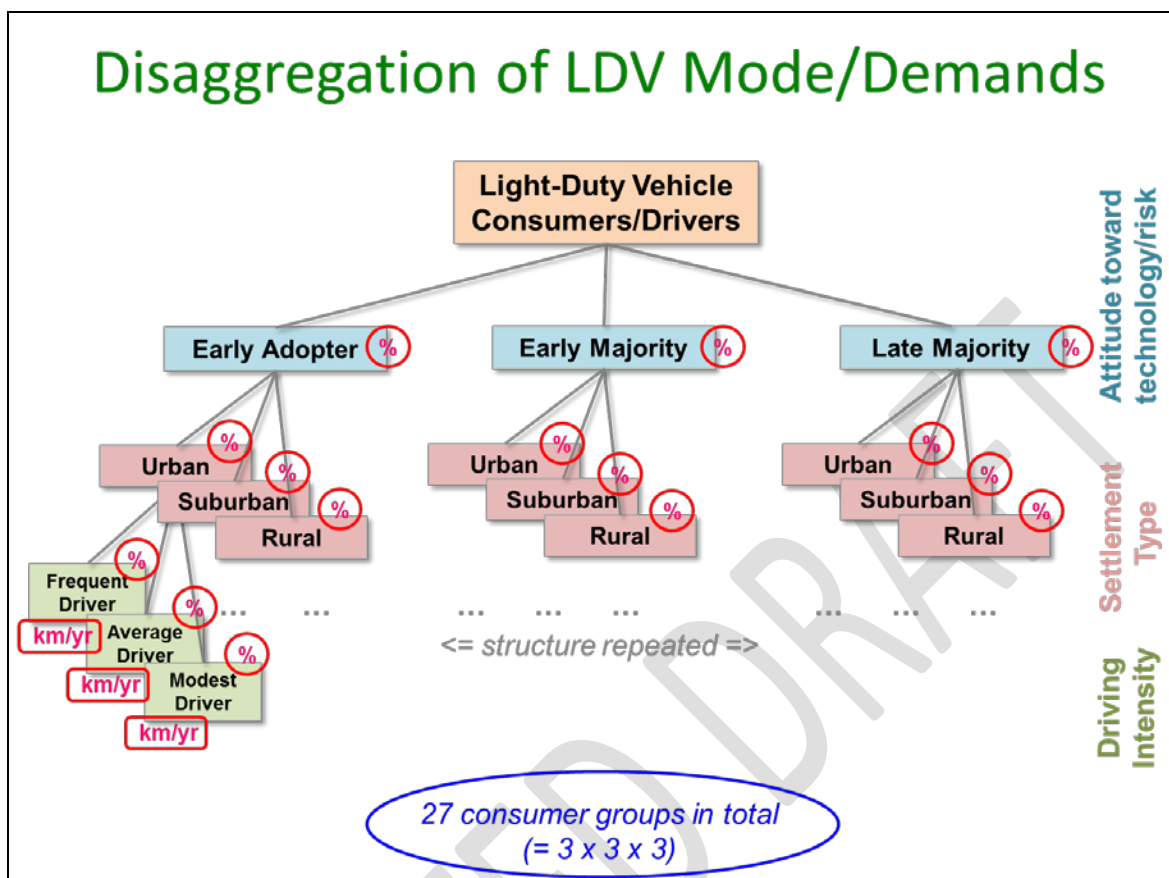 Disaggregation of LDV Mode/Demands
Light-Duty Vehicle
Consumers/Drivers
Attitude toward
technology/risk
Early Adopter %
Early Majority %
Late Majority %
Urban %
Suburban %
Rural %
Urban %
Suburban %
Rural %
Urban %
Suburban %
Rural %
Settlement
Type
Frequent
Driver
%
km/yr
Average
Driver
%
km/yr
Modest
Driver
%
km/yr
... ... ... ... ... ... ... ...
<= structure repeated =>
Driving
Intensity
27 consumer groups in total
(= 3 x 3 x 3)
ED DRAFT